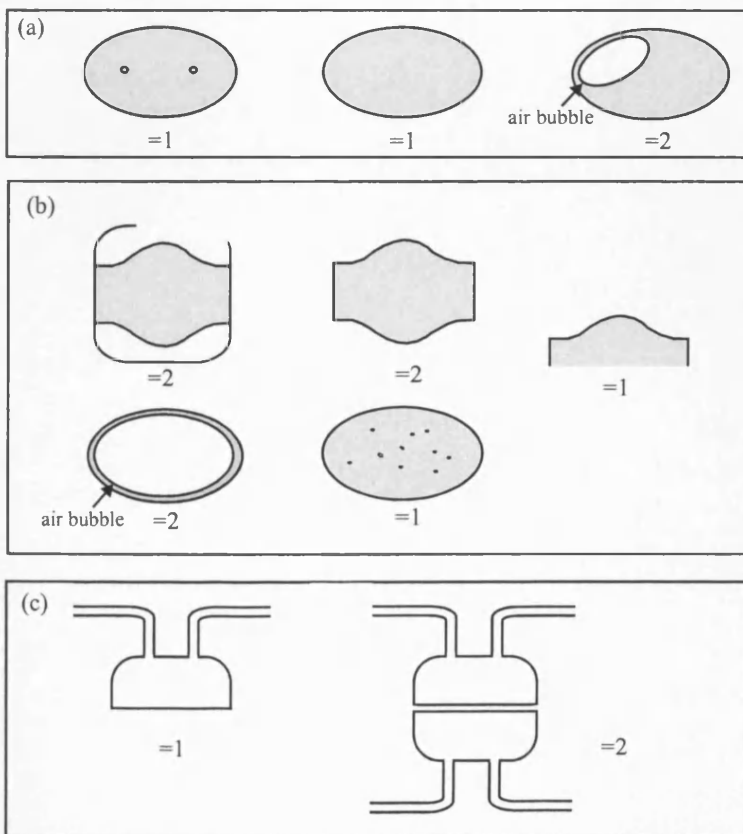 (a)
air bubble
=1
=1
=2
(b)
=2
=2
=1
air bubble
=2
=1
(c)
=1
=2